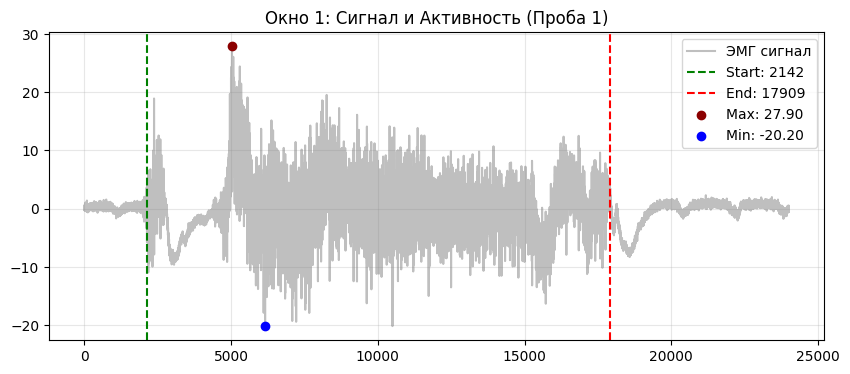 Окно 1: Сигнал и Активность (Проба 1)
30
20
10
0
−10
−20
0
5000
10000
15000
20000
25000
ЭМГ сигнал
Start: 2142
End: 17909
Max: 27.90
Min: -20.20